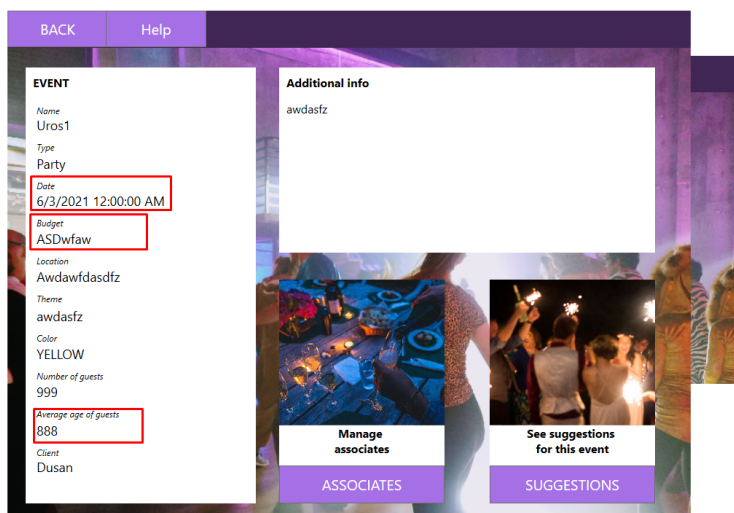 BACK
Help
EVENT
Name
Uros1
Type
Party
Date
6/3/2021 12:00:00 AM
Budget
ASDwfaw
Location
Awdawfdasdfz
Theme
awdasfz
Color
YELLOW
Number of guests
999
Average age of guests
888
Client
Dusan
Additional info
awdasfz
Manage
associates
ASSOCIATES
See suggestions
for this event
SUGGESTIONS